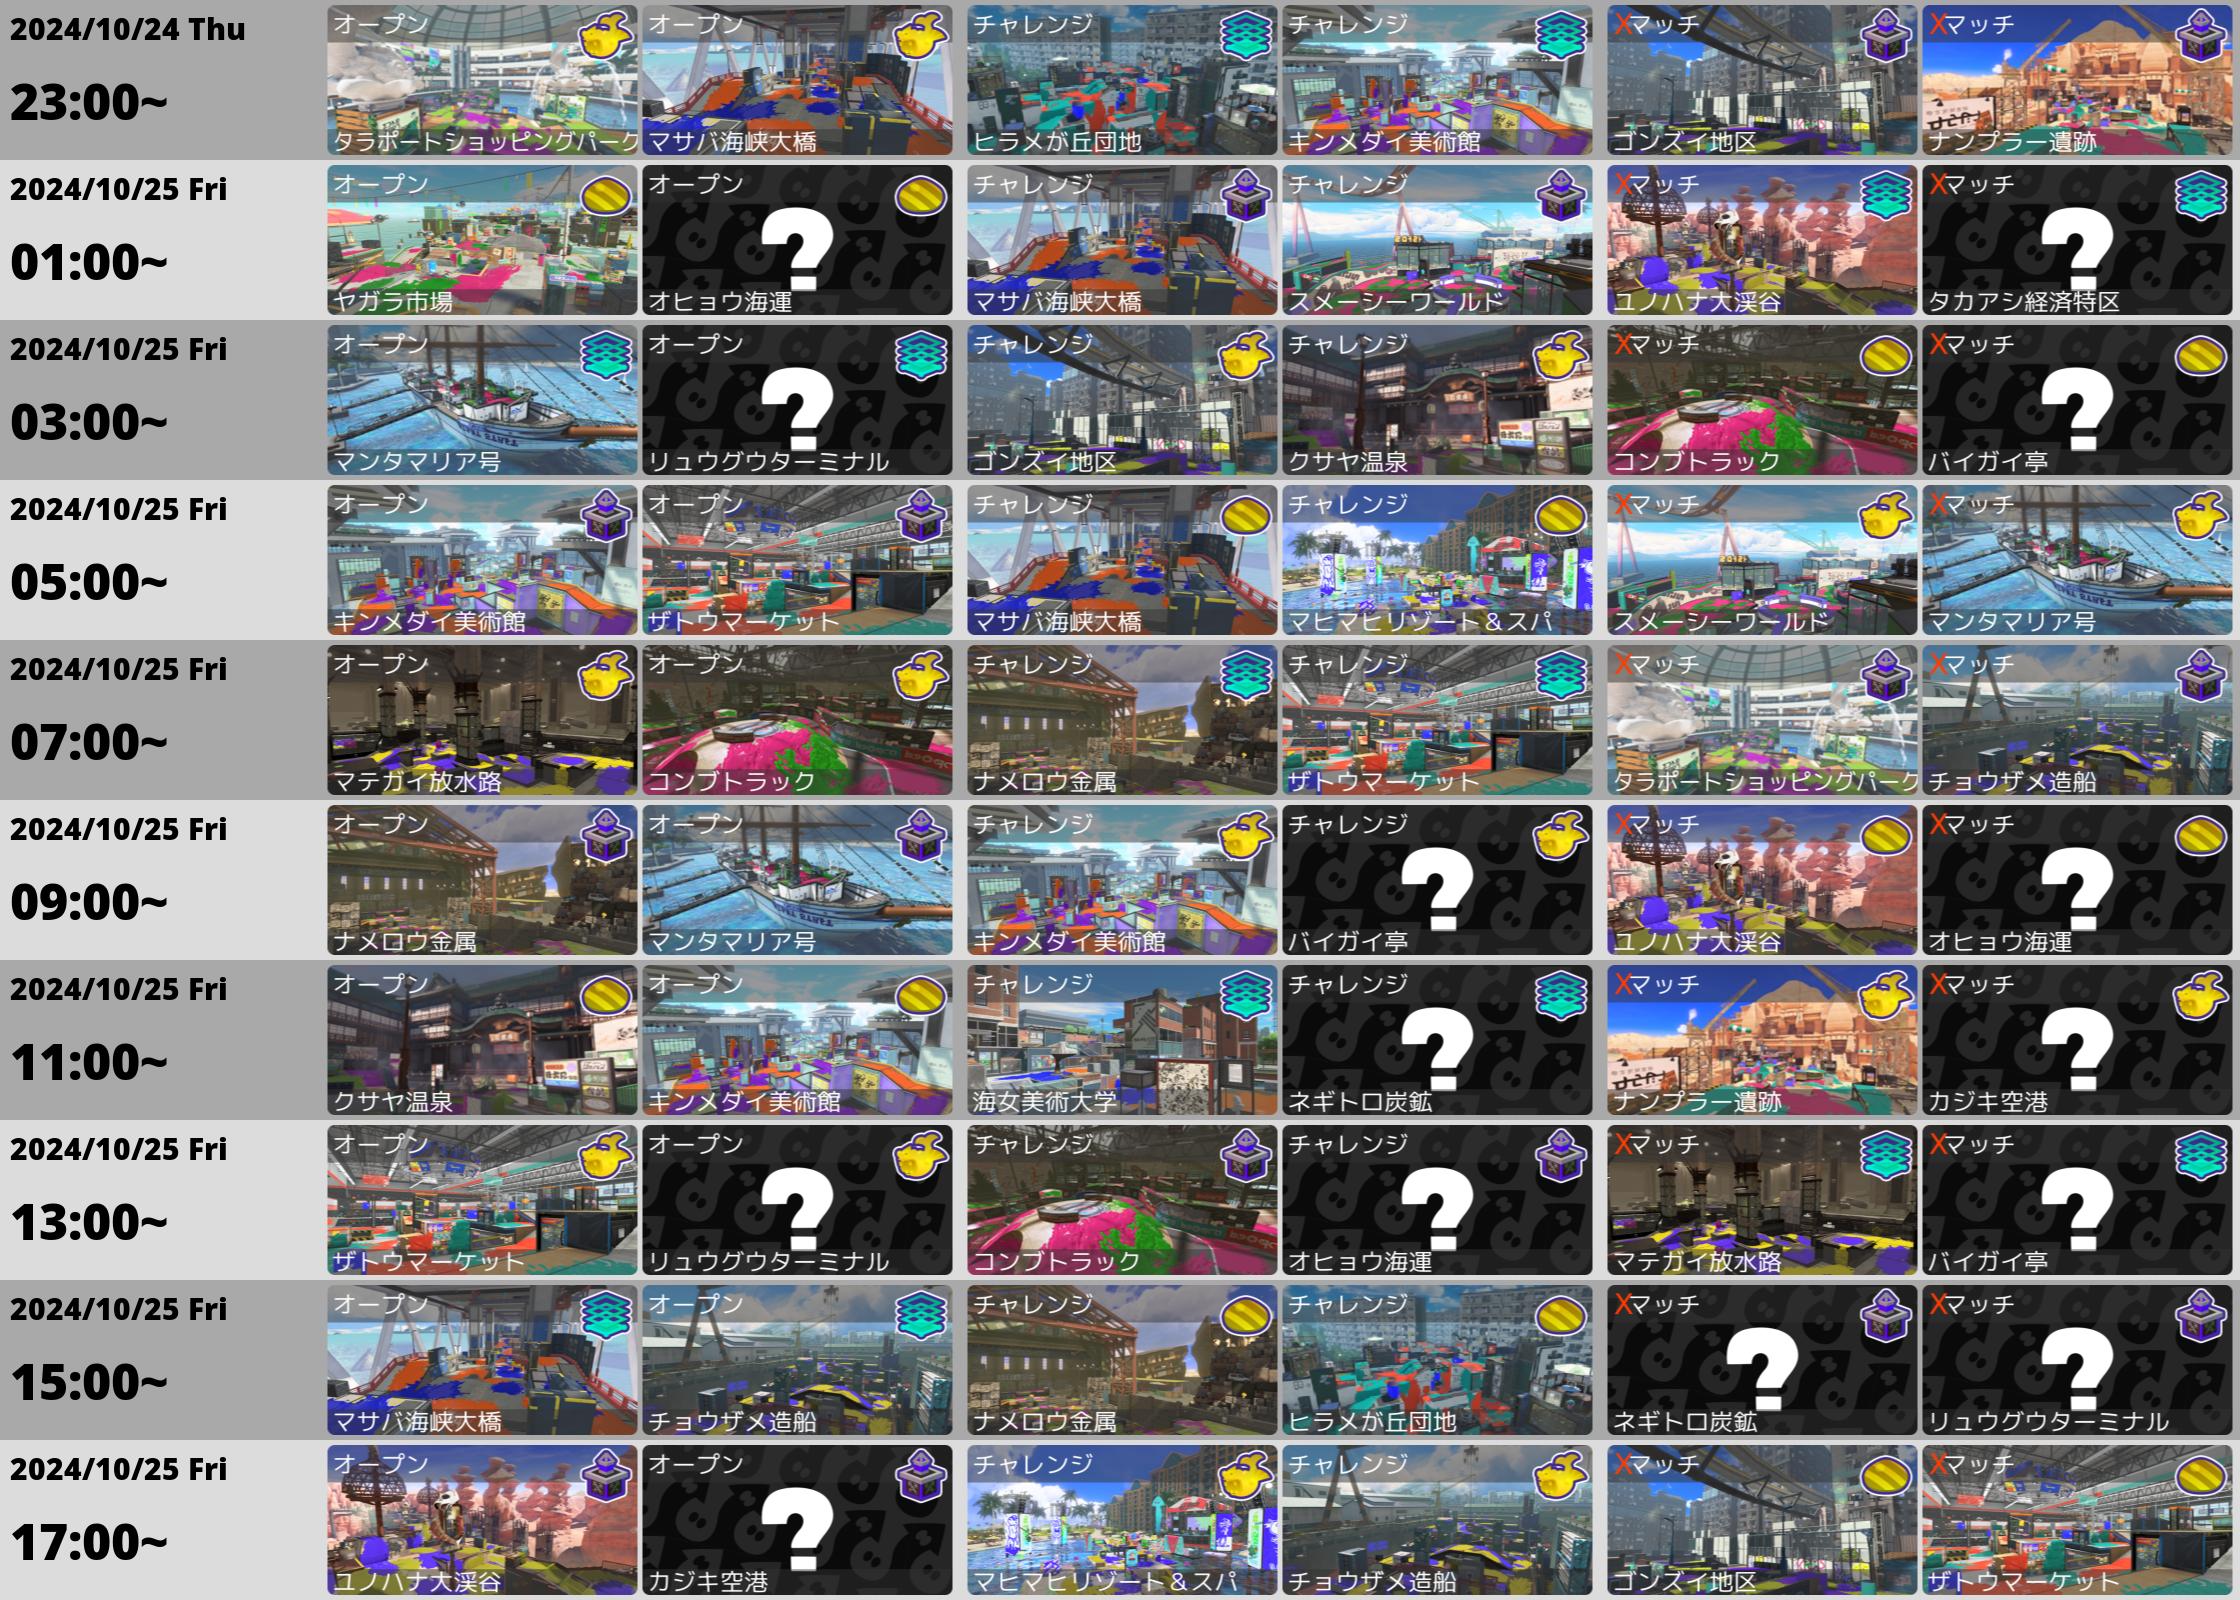 2024/10/24 Thu
23:00~
オープン
タラポートショッピングパーク
オープン
マサバ海峡大橋
チャレンジ
ヒラメが丘団地
チャレンジ
キンメダイ美術館
Xマッチ
ゴンズイ地区
Xマッチ
ナンプラー遺跡
2024/10/25 Fri
01:00~
オープン
ヤガラ市場
オープン
?
オヒョウ海運
チャレンジ
マサバ海峡大橋
チャレンジ
スメーシーワールド
Xマッチ
ユノハナ大渓谷
Xマッチ
?
タカアシ経済特区
2024/10/25 Fri
03:00~
オープン
マンタマリア号
オープン
?
リュウグウターミナル
チャレンジ
ゴンズイ地区
チャレンジ
クサヤ温泉
Xマッチ
コンブトラック
Xマッチ
?
バイガイ亭
2024/10/25 Fri
05:00~
オープン
キンメダイ美術館
オープン
ザトウマーケット
チャレンジ
マサバ海峡大橋
チャレンジ
マヒマヒリゾート&スパ
Xマッチ
スメーシーワールド
Xマッチ
マンタマリア号
2024/10/25 Fri
07:00~
オープン
マテガイ放水路
オープン
コンブトラック
チャレンジ
ナメロウ金属
チャレンジ
ザトウマーケット
Xマッチ
タラポートショッピングパーク
Xマッチ
チョウザメ造船
2024/10/25 Fri
09:00~
オープン
ナメロウ金属
オープン
マンタマリア号
チャレンジ
キンメダイ美術館
チャレンジ
?
バイガイ亭
Xマッチ
ユノハナ大渓谷
Xマッチ
?
オヒョウ海運
2024/10/25 Fri
11:00~
オープン
クサヤ温泉
オープン
キンメダイ美術館
チャレンジ
海女美術大学
チャレンジ
?
ネギトロ炭鉱
Xマッチ
ナンプラー遺跡
Xマッチ
?
カジキ空港
2024/10/25 Fri
13:00~
オープン
ザトウマーケット
オープン
?
リュウグウターミナル
チャレンジ
コンブトラック
チャレンジ
?
オヒョウ海運
Xマッチ
マテガイ放水路
Xマッチ
?
バイガイ亭
2024/10/25 Fri
15:00~
オープン
マサバ海峡大橋
オープン
チョウザメ造船
チャレンジ
ナメロウ金属
チャレンジ
ヒラメが丘団地
Xマッチ
?
ネギトロ炭鉱
Xマッチ
?
リュウグウターミナル
2024/10/25 Fri
17:00~
オープン
ユノハナ大渓谷
オープン
?
カジキ空港
チャレンジ
マヒマヒリゾート&スパ
チャレンジ
チョウザメ造船
Xマッチ
ゴンズイ地区
Xマッチ
ザトウマーケット